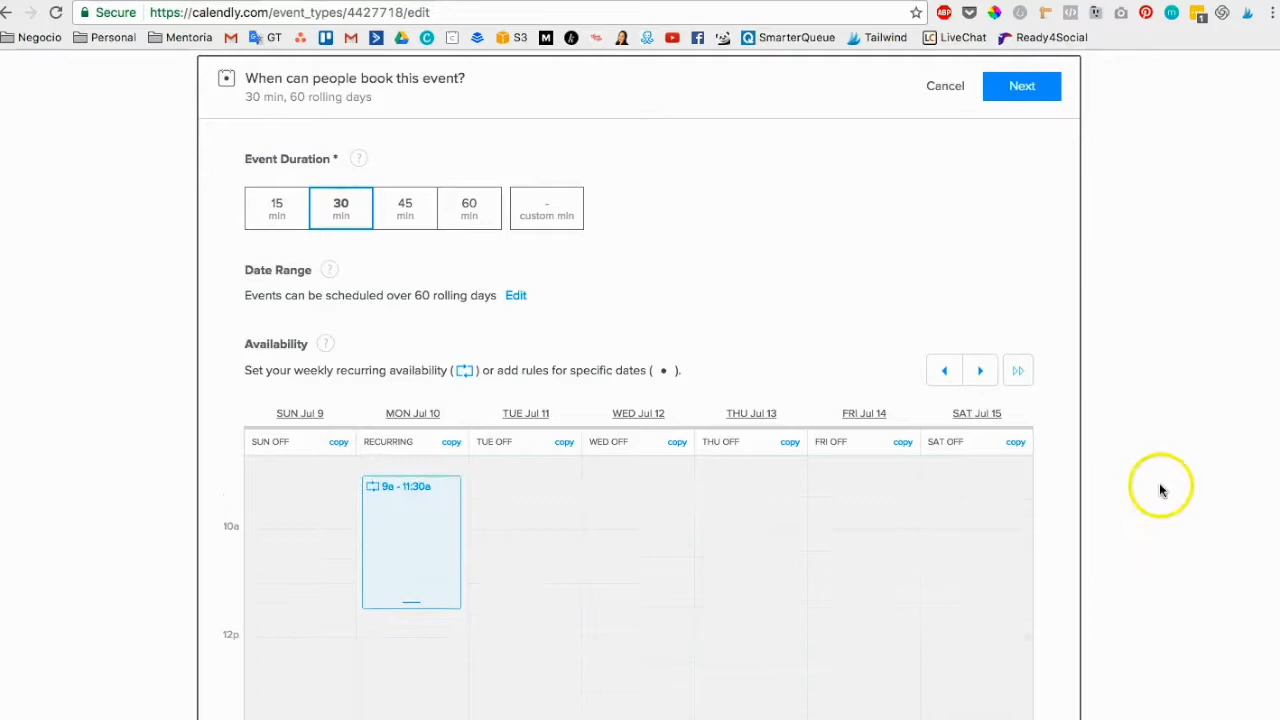 Secure https://calendly.com/event_types/4427718/edit ABP 1
Negocio Personal Mentoria GT S3 M SmarterQueue Tailwind LC LiveChat Ready4Social
When can people book this event?
30 min, 60 rolling days
Cancel Next
Event Duration * ?
15 30 45 60 -
min min min min custom min
Date Range ?
Events can be scheduled over 60 rolling days Edit
Availability ?
Set your weekly recurring availability ( ) or add rules for specific dates ( • ).
SUN Jul 9 MON Jul 10 TUE Jul 11 WED Jul 12 THU Jul 13 FRI Jul 14 SAT Jul 15
SUN OFF copy RECURRING copy TUE OFF copy WED OFF copy THU OFF copy FRI OFF copy SAT OFF copy
9a - 11:30a
10a
12p